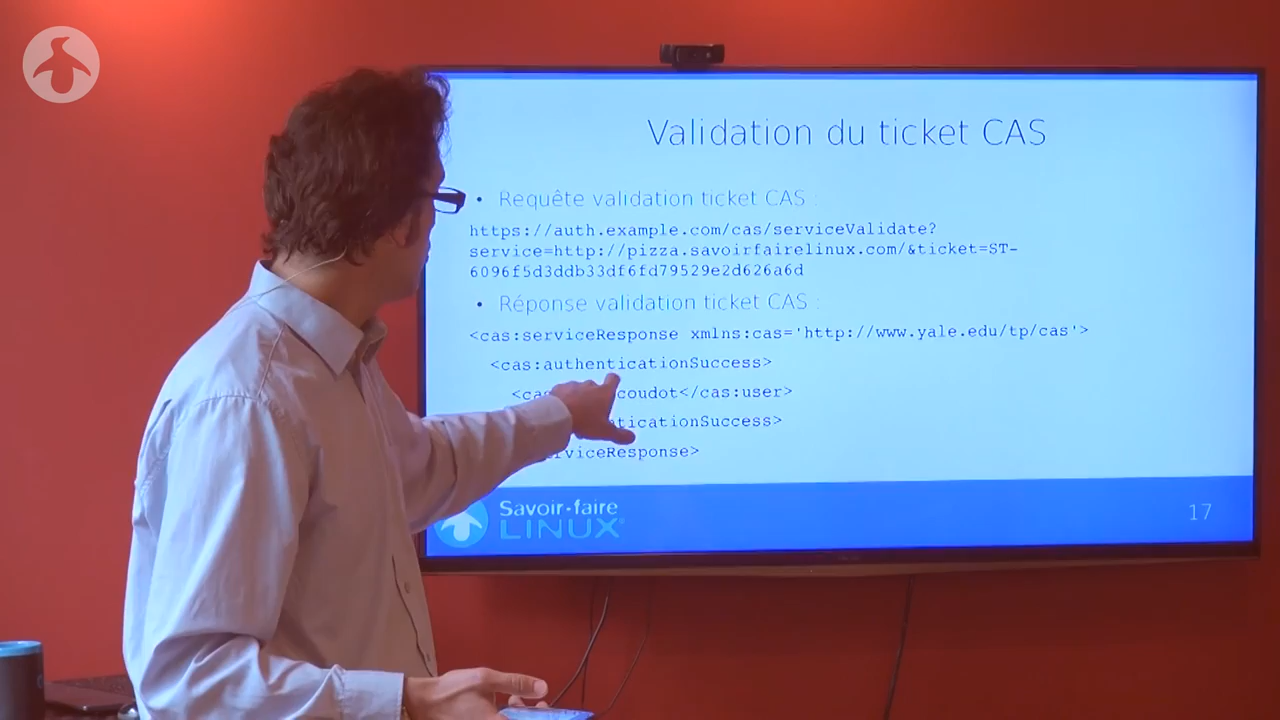 Validation du ticket CAS
• Requête validation ticket CAS :
https://auth.example.com/cas/serviceValidate?
service=http://pizza.savoirfairelinux.com/&ticket=ST-
6096f5d3ddb33df6fd79529e2d626a6d
• Réponse validation ticket CAS :
<cas:serviceResponse xmlns:cas='http://www.yale.edu/tp/cas'>
<cas:authenticationSuccess>
coudot</cas:user>
ticationSuccess>
rviceResponse>
Savoir-faire
LINUX
17